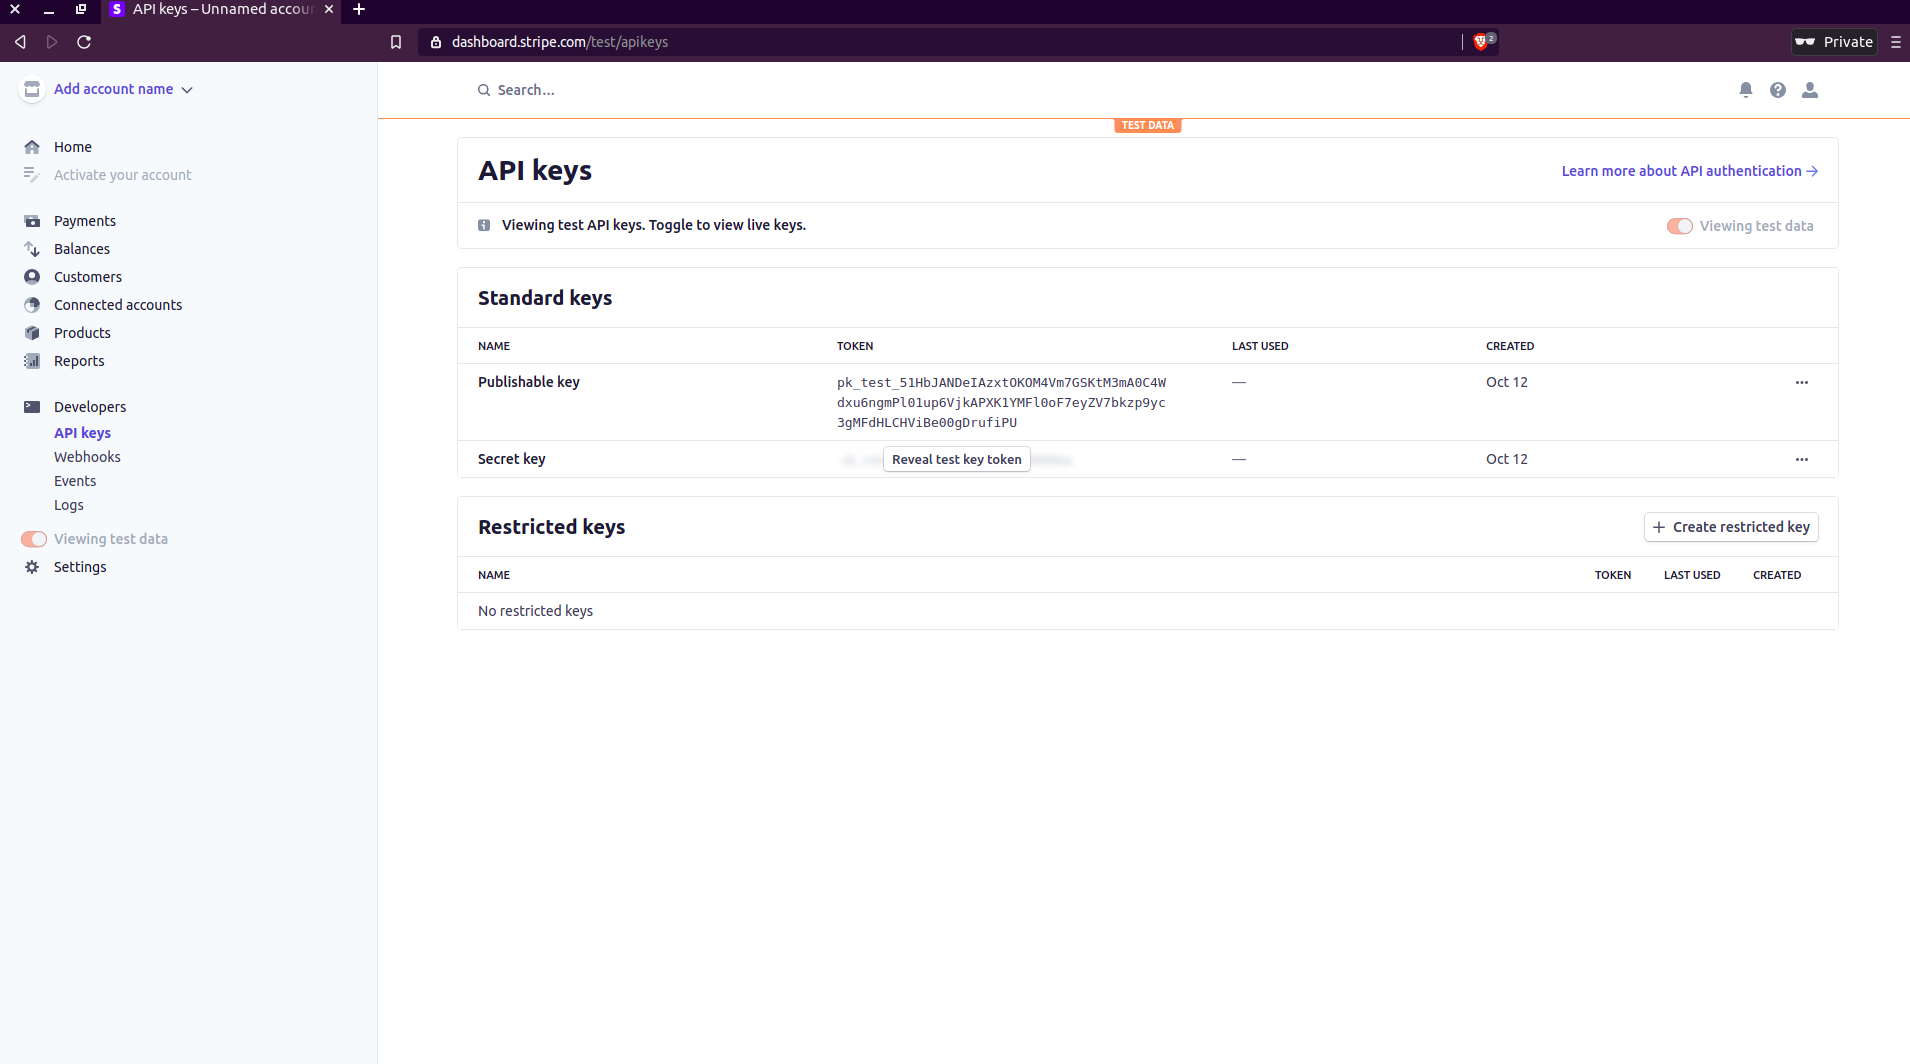 API keys – Unnamed accour
dashboard.stripe.com/test/apikeys
2
Private
Add account name
Search...
TEST DATA
Home
Activate your account
Payments
Balances
Customers
Connected accounts
Products
Reports
Developers
API keys
Webhooks
Events
Logs
Viewing test data
Settings
API keys
Learn more about API authentication →
Viewing test API keys. Toggle to view live keys.
Viewing test data
Standard keys
NAME TOKEN LAST USED CREATED
Publishable key pk_test_51HbJANDeIAzxtOKOM4Vm7GSKtM3mA0C4W — Oct 12 ...
dxu6ngmPl01up6VjkAPXK1YMFl0oF7eyZV7bkzp9yc
3gMFdHLCHViBe00gDrufiPU
Secret key Reveal test key token — Oct 12 ...
Restricted keys
+ Create restricted key
NAME TOKEN LAST USED CREATED
No restricted keys